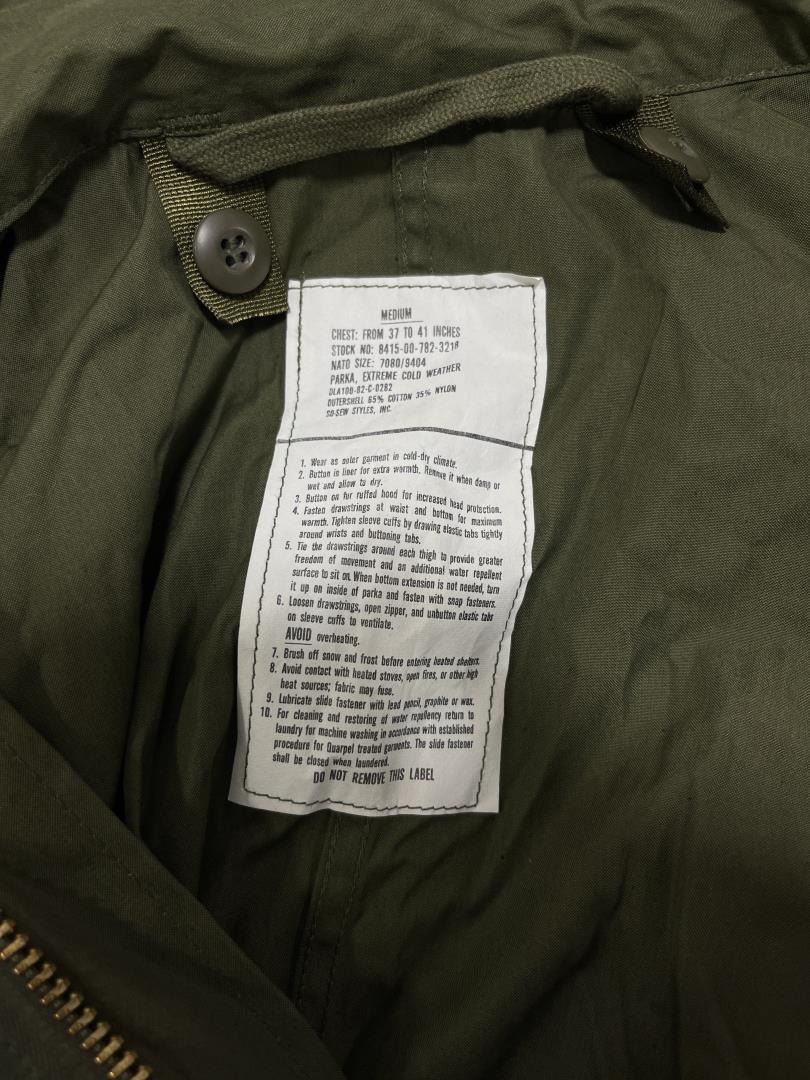 MEDIUM
CHEST: FROM 37 TO 41 INCHES
STOCK NO: 8415-00-782-3218
NATO SIZE: 7080/9404
PARKA, EXTREME COLD WEATHER
DLA100-82-C-0282
OUTERSHELL 65% COTTON 35% NYLON
SO-SEW STYLES, INC.
1. Wear as outer garment in cold-dry climate.
2. Button in liner for extra warmth. Remove it when damp or
wet and allow to dry.
3. Button on fur ruffed hood for increased head protection.
4. Fasten drawstrings at waist and bottom for maximum
warmth. Tighten sleeve cuffs by drawing elastic tabs tightly
around wrists and buttoning tabs.
5. Tie the drawstrings around each thigh to provide greater
freedom of movement and an additional water repellent
surface to sit on. When bottom extension is not needed, turn
it up on inside of parka and fasten with snap fasteners.
6. Loosen drawstrings, open zipper, and unbutton elastic tabs
on sleeve cuffs to ventilate.
AVOID overheating.
7. Brush off snow and frost before entering heated shelters.
8. Avoid contact with heated stoves, open fires, or other high
heat sources; fabric may fuse.
9. Lubricate slide fastener with lead pencil, graphite or wax.
10. For cleaning and restoring of water repellency return to
laundry for machine washing in accordance with established
procedure for Quarpel treated garments. The slide fastener
shall be closed when laundered.
DO NOT REMOVE THIS LABEL